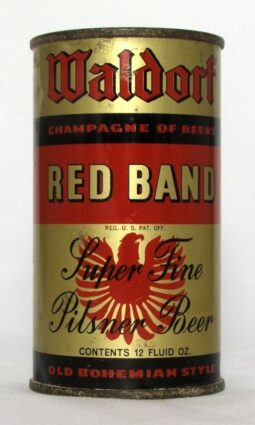 Waldorf
CHAMPAGNE OF BEERS
RED BAND
REG. U. S. PAT. OFF.
Super Fine
Pilsner Beer
CONTENTS 12 FLUID OZ.
OLD BOHEMIAN STYLE